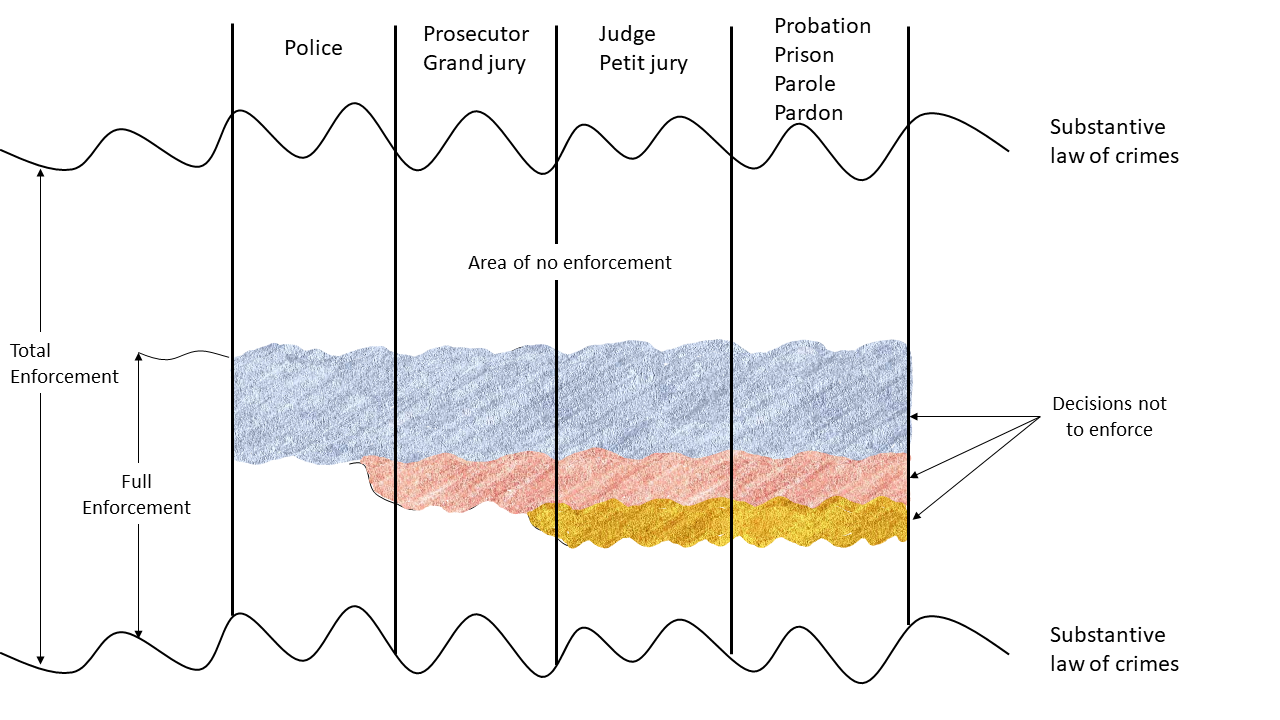 Police
Prosecutor
Grand jury
Judge
Petit jury
Probation
Prison
Parole
Pardon
Substantive
law of crimes
Area of no enforcement
Total
Enforcement
Full
Enforcement
Decisions not
to enforce
Substantive
law of crimes